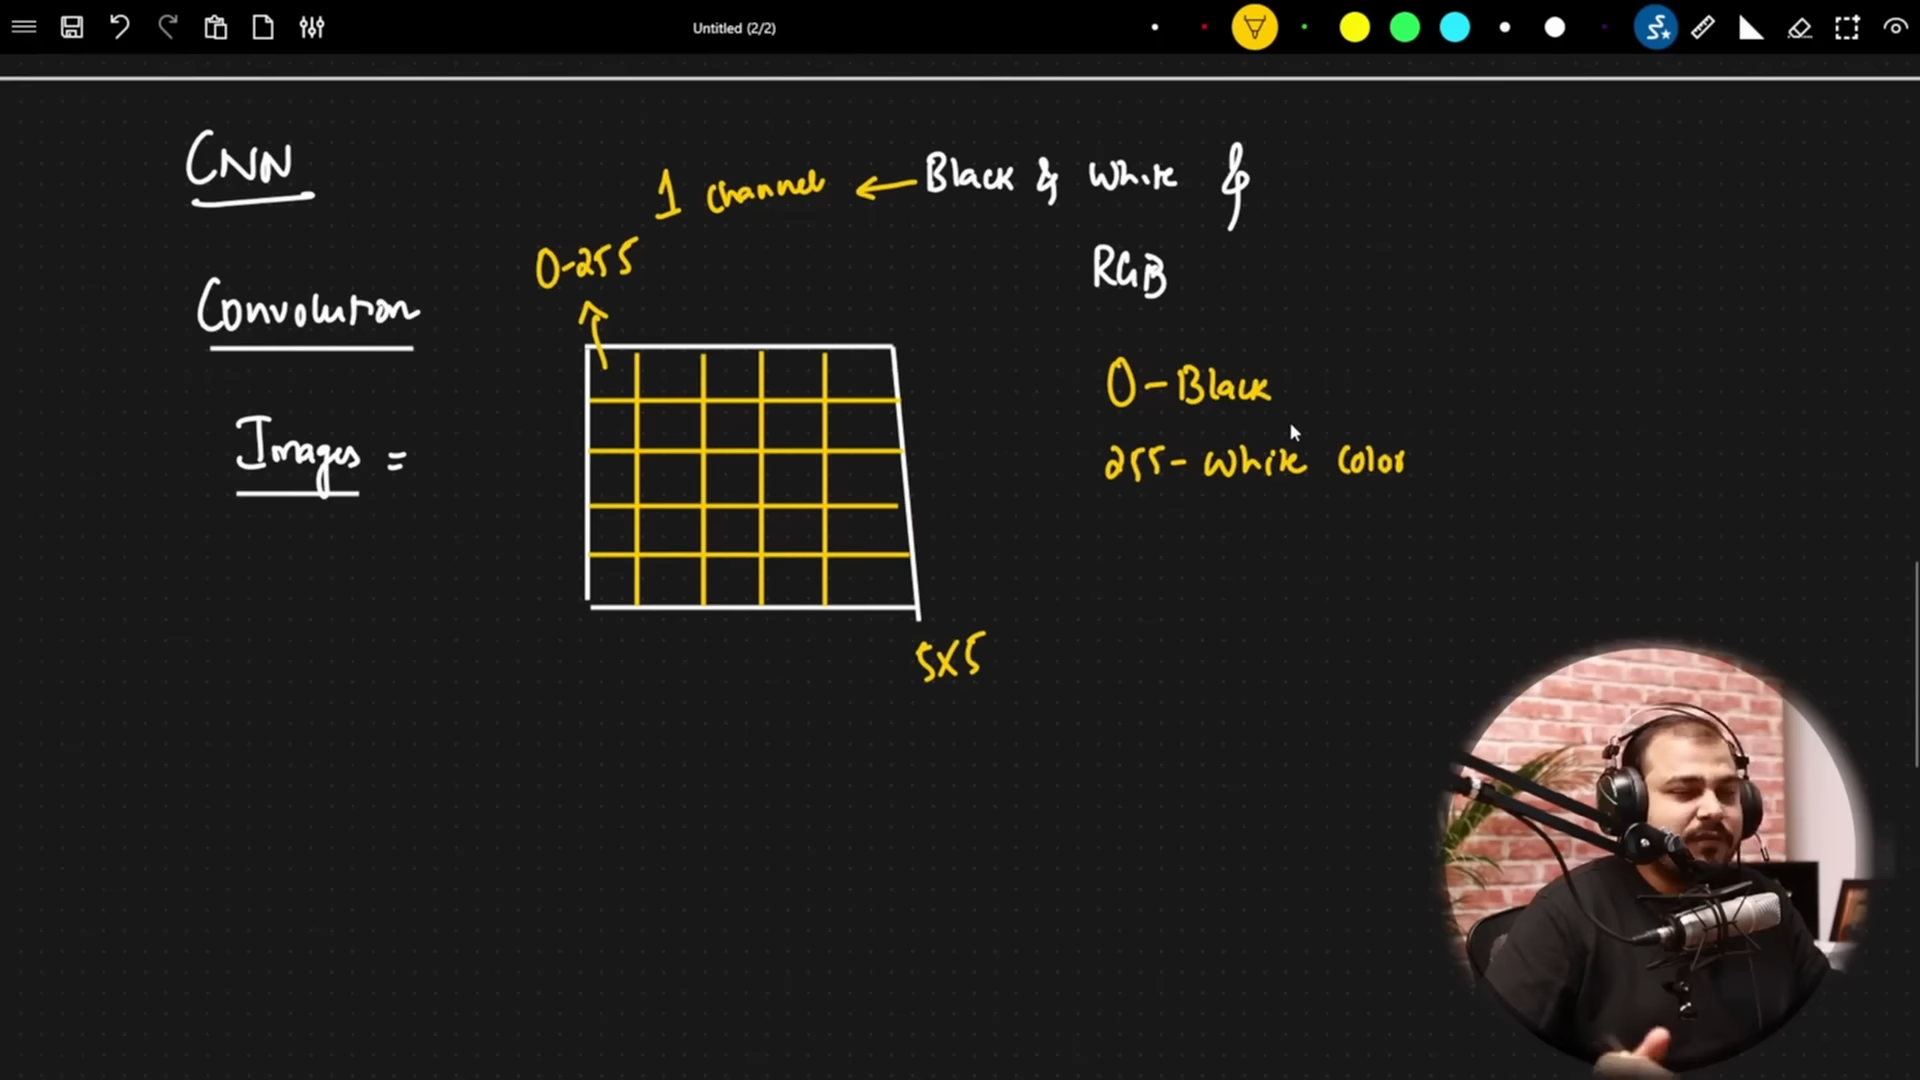 Untitled (2/2)
CNN
1 channel ← Black & White &
0-255
RGB
Convolution
0-Black
Images =
255- White Color
5X5